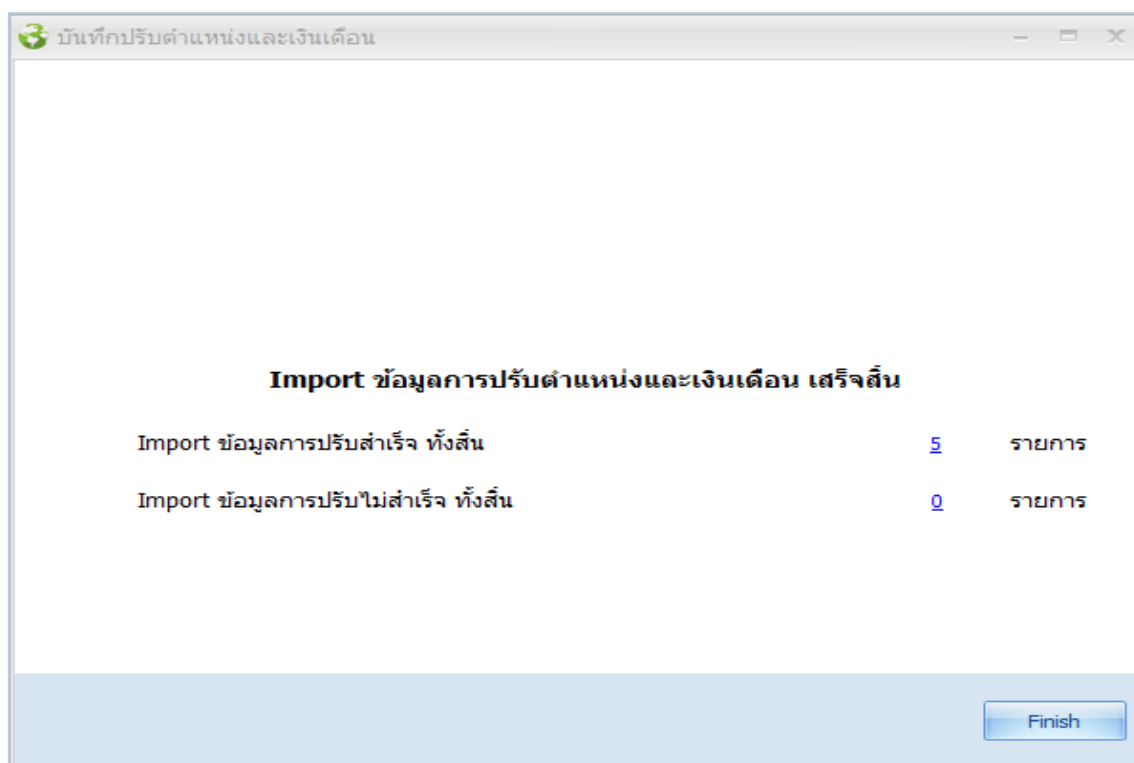 บันทึกปรับตำแหน่งและเงินเดือน
Import ข้อมูลการปรับตำแหน่งและเงินเดือน เสร็จสิ้น
Import ข้อมูลการปรับสำเร็จ ทั้งสิ้น 5 รายการ
Import ข้อมูลการปรับไม่สำเร็จ ทั้งสิ้น 0 รายการ
Finish